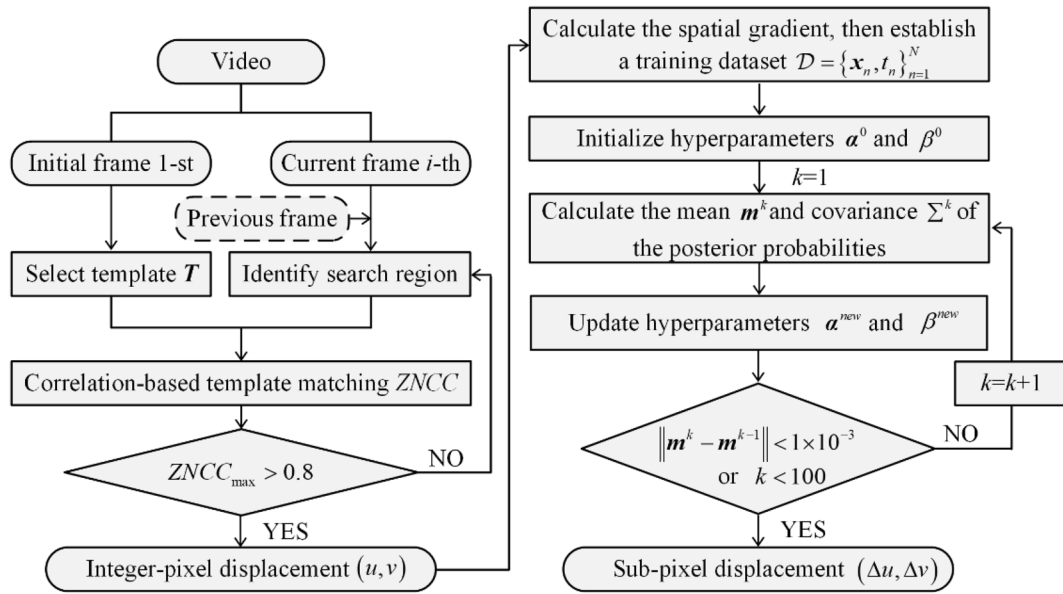 Video
Initial frame 1-st
Current frame i-th
Previous frame
Select template T
Identify search region
Correlation-based template matching ZNCC
ZNCC_max > 0.8
NO
YES
Integer-pixel displacement (u, v)
Calculate the spatial gradient, then establish
a training dataset 𝒟 = {x_n, t_n}_{n=1}^N
Initialize hyperparameters α^0 and β^0
k=1
Calculate the mean m^k and covariance Σ^k of
the posterior probabilities
Update hyperparameters α^new and β^new
k=k+1
‖m^k − m^{k-1}‖ < 1×10^{-3}
or k < 100
NO
YES
Sub-pixel displacement (Δu, Δv)